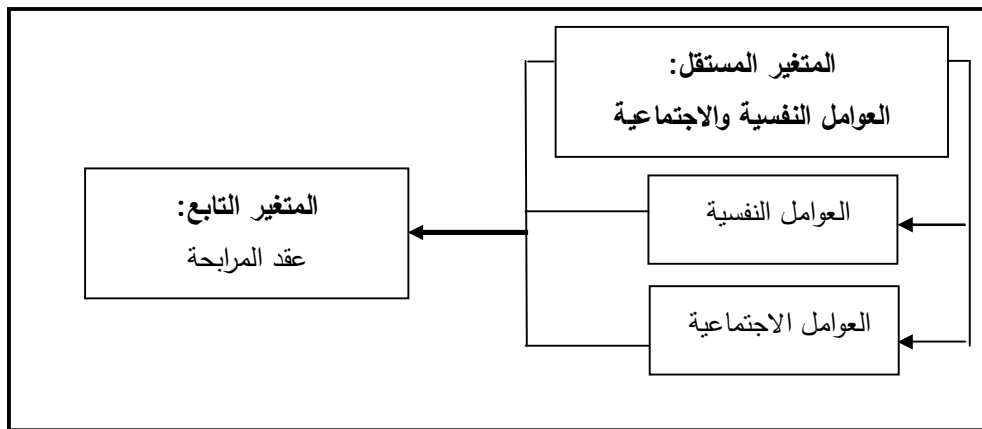 المتغير المستقل:
العوامل النفسية والاجتماعية
العوامل النفسية
العوامل الاجتماعية
المتغير التابع:
عقد المرابحة